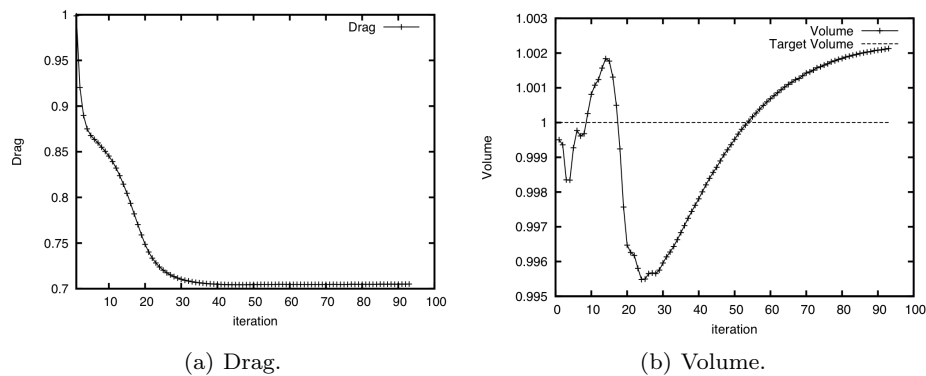 1
0.95
0.9
0.85
0.8
0.75
0.7
Drag
Drag
10 20 30 40 50 60 70 80 90 100
iteration
(a) Drag.
1.003
1.002
1.001
1
0.999
0.998
0.997
0.996
0.995
Volume
Volume
Target Volume
0 10 20 30 40 50 60 70 80 90 100
iteration
(b) Volume.